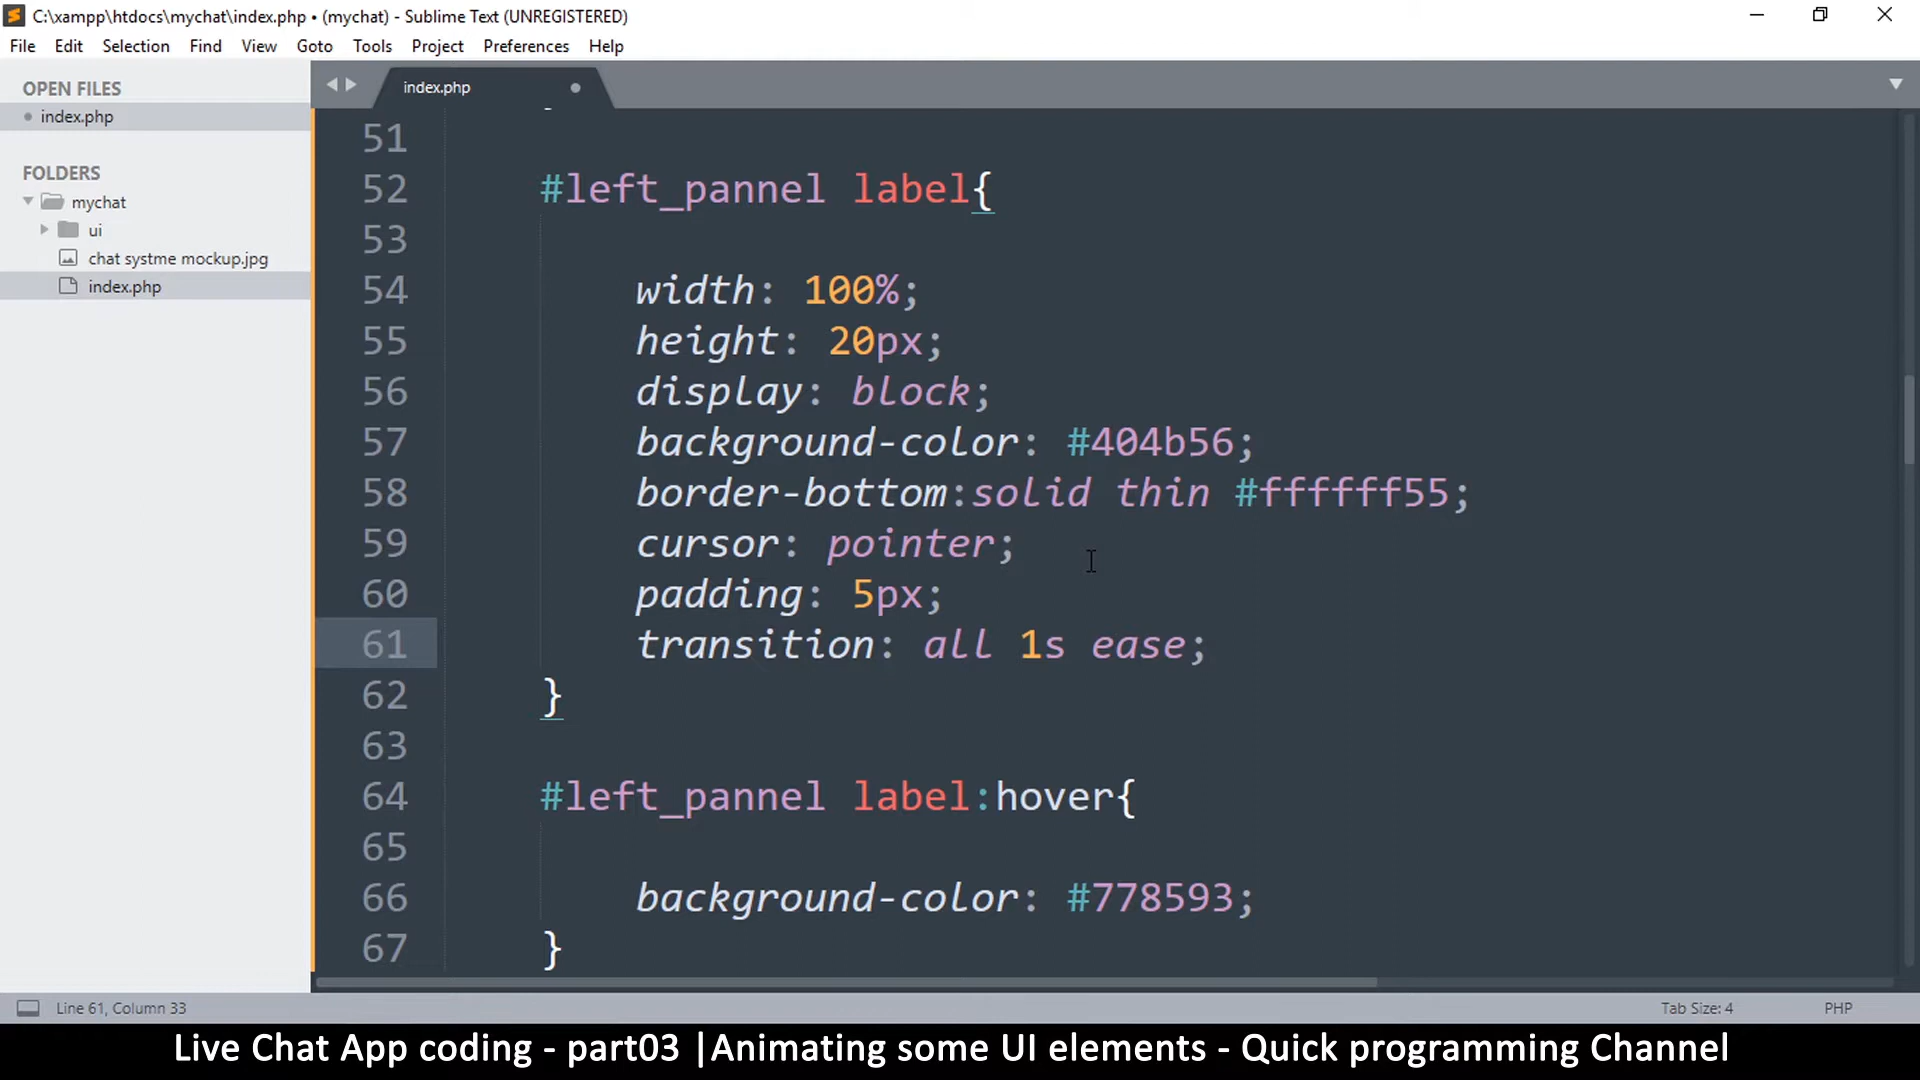 C:\xampp\htdocs\mychat\index.php • (mychat) - Sublime Text (UNREGISTERED)
File Edit Selection Find View Goto Tools Project Preferences Help
OPEN FILES
index.php
FOLDERS
mychat
ui
chat systme mockup.jpg
index.php
index.php
51
52 #left_pannel label{
53
54 width: 100%;
55 height: 20px;
56 display: block;
57 background-color: #404b56;
58 border-bottom:solid thin #ffffff55;
59 cursor: pointer;
60 padding: 5px;
61 transition: all 1s ease;
62 }
63
64 #left_pannel label:hover{
65
66 background-color: #778593;
67 }
Line 61, Column 33 Tab Size: 4 PHP
Live Chat App coding - part03 |Animating some UI elements - Quick programming Channel